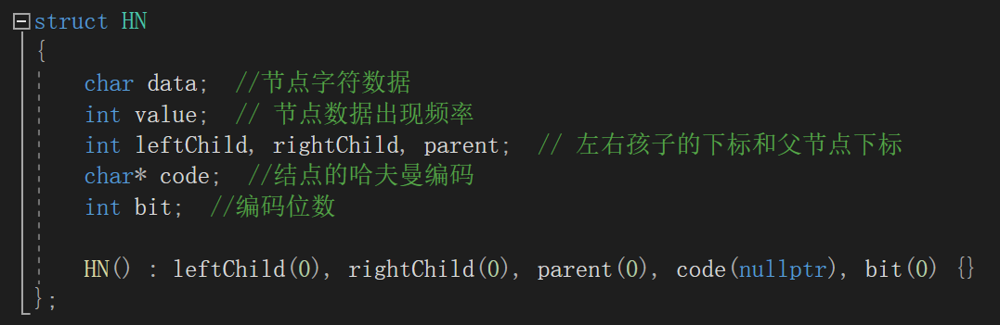 struct HN
{
char data; //节点字符数据
int value; // 节点数据出现频率
int leftChild, rightChild, parent; // 左右孩子的下标和父节点下标
char* code; //结点的哈夫曼编码
int bit; //编码位数
HN() : leftChild(0), rightChild(0), parent(0), code(nullptr), bit(0) {}
};